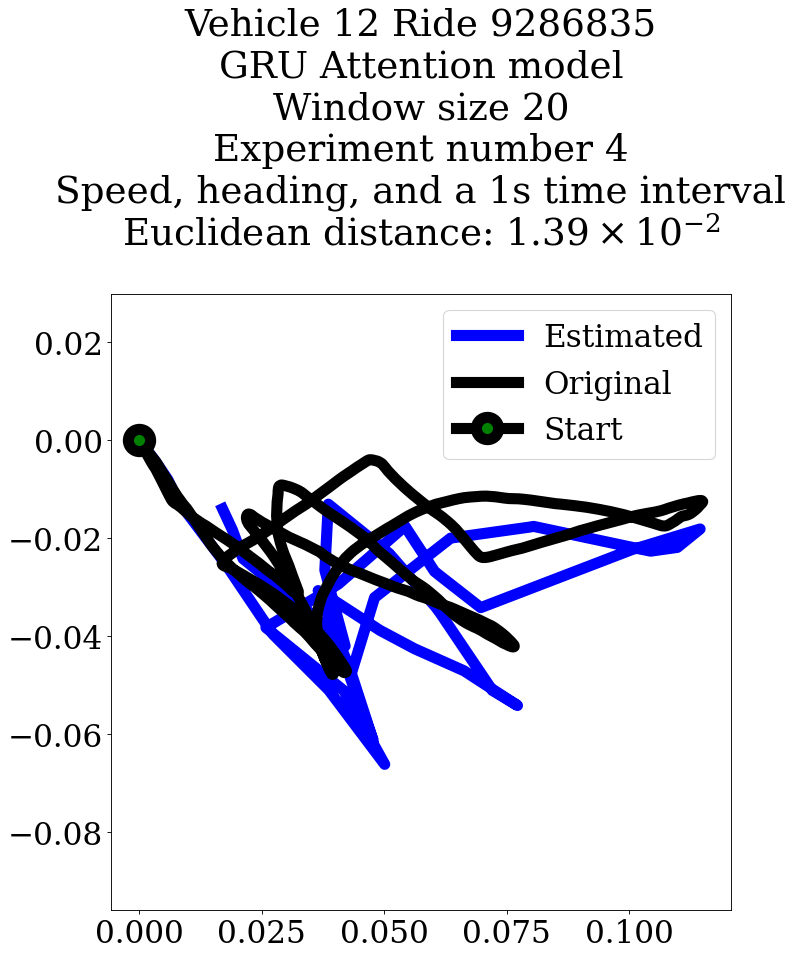 Vehicle 12 Ride 9286835
GRU Attention model
Window size 20
Experiment number 4
Speed, heading, and a 1s time interval
Euclidean distance: 1.39 × 10⁻²
Estimated
Original
Start
0.02
0.00
−0.02
−0.04
−0.06
−0.08
0.000 0.025 0.050 0.075 0.100